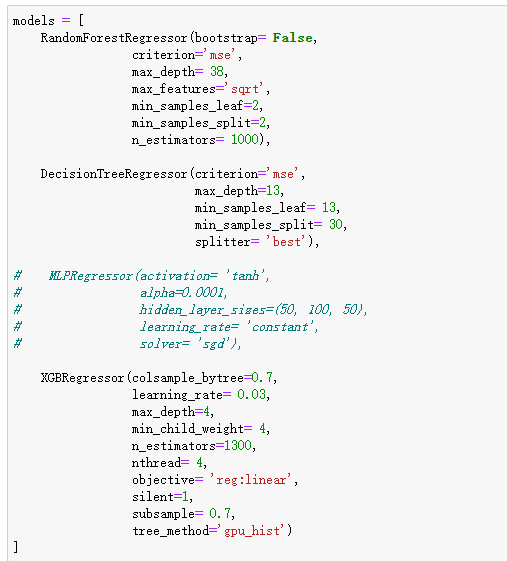 models = [
    RandomForestRegressor(bootstrap= False,
                criterion='mse',
                max_depth= 38,
                max_features='sqrt',
                min_samples_leaf=2,
                min_samples_split=2,
                n_estimators= 1000),
    DecisionTreeRegressor(criterion='mse',
                        max_depth=13,
                        min_samples_leaf= 13,
                        min_samples_split= 30,
                        splitter= 'best'),
#    MLPRegressor(activation= 'tanh',
#                alpha=0.0001,
#                hidden_layer_sizes=(50, 100, 50),
#                learning_rate= 'constant',
#                solver= 'sgd'),
    XGBRegressor(colsample_bytree=0.7,
                learning_rate= 0.03,
                max_depth=4,
                min_child_weight= 4,
                n_estimators=1300,
                nthread= 4,
                objective= 'reg:linear',
                silent=1,
                subsample= 0.7,
                tree_method='gpu_hist')
]